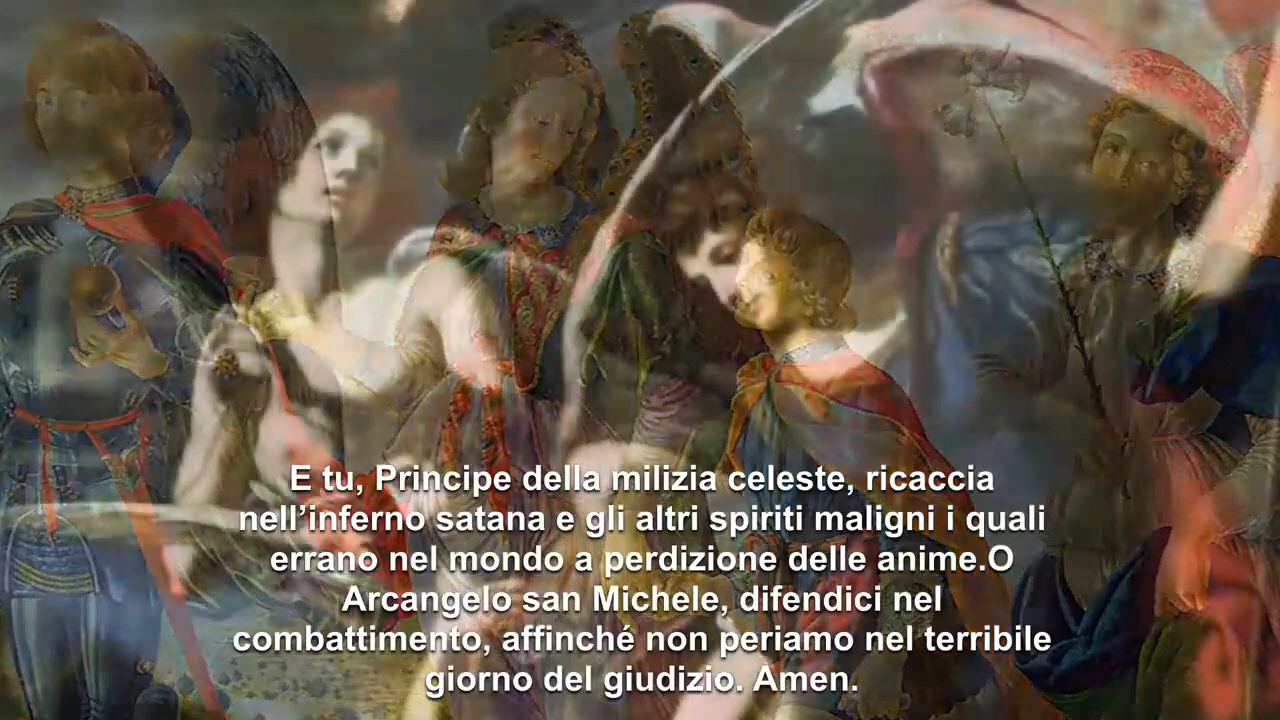 E tu, Principe della milizia celeste, ricaccia
nell’inferno satana e gli altri spiriti maligni i quali
errano nel mondo a perdizione delle anime.O
Arcangelo san Michele, difendici nel
combattimento, affinché non periamo nel terribile
giorno del giudizio. Amen.